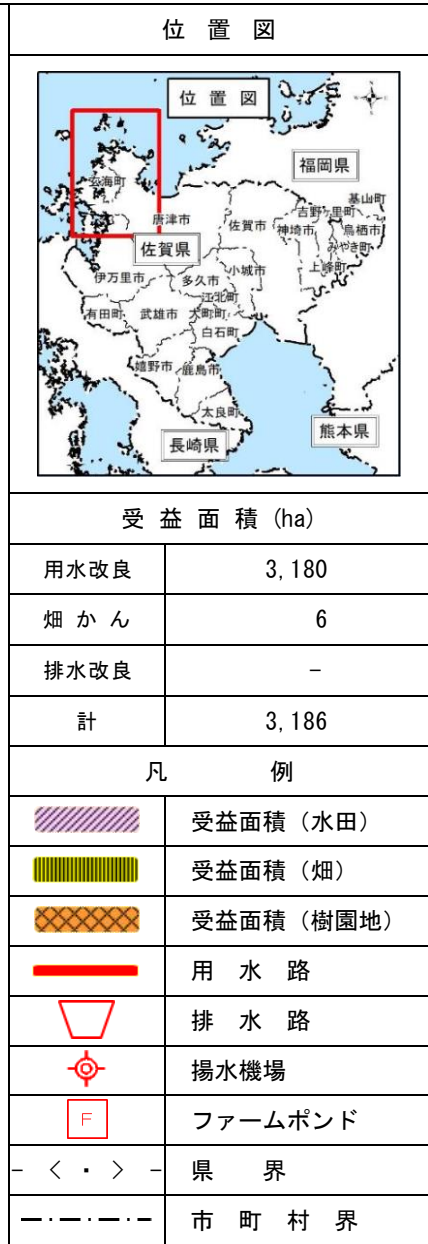 位 置 図
位 置 図
福岡県
玄海町
唐津市
佐賀県
佐賀市
神埼市
吉野ヶ里町
基山町
鳥栖市
みやき町
上峰町
伊万里市
多久市
小城市
江北町
有田町
武雄市
大町町
白石町
嬉野市
鹿島市
太良町
長崎県
熊本県
受 益 面 積 (ha)
用水改良 3,180
畑 か ん 6
排水改良 －
計 3,186
凡 例
受益面積（水田）
受益面積（畑）
受益面積（樹園地）
用 水 路
排 水 路
揚水機場
F ファームポンド
県 界
市 町 村 界